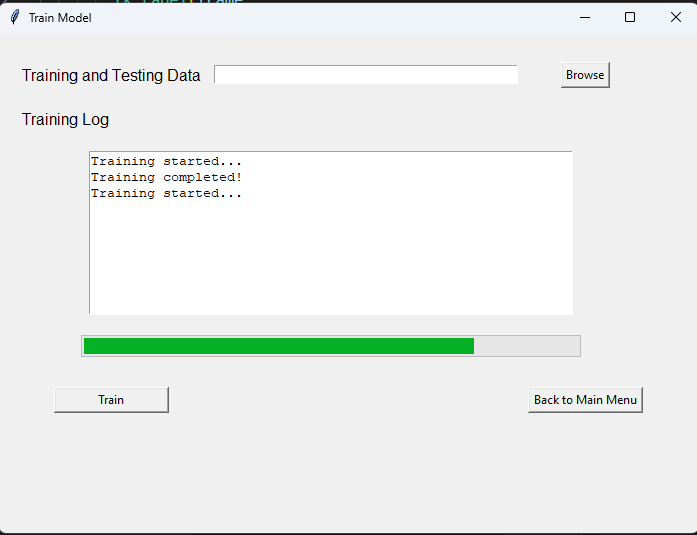 Train Model
Training and Testing Data
Browse
Training Log
Training started...
Training completed!
Training started...
Train
Back to Main Menu